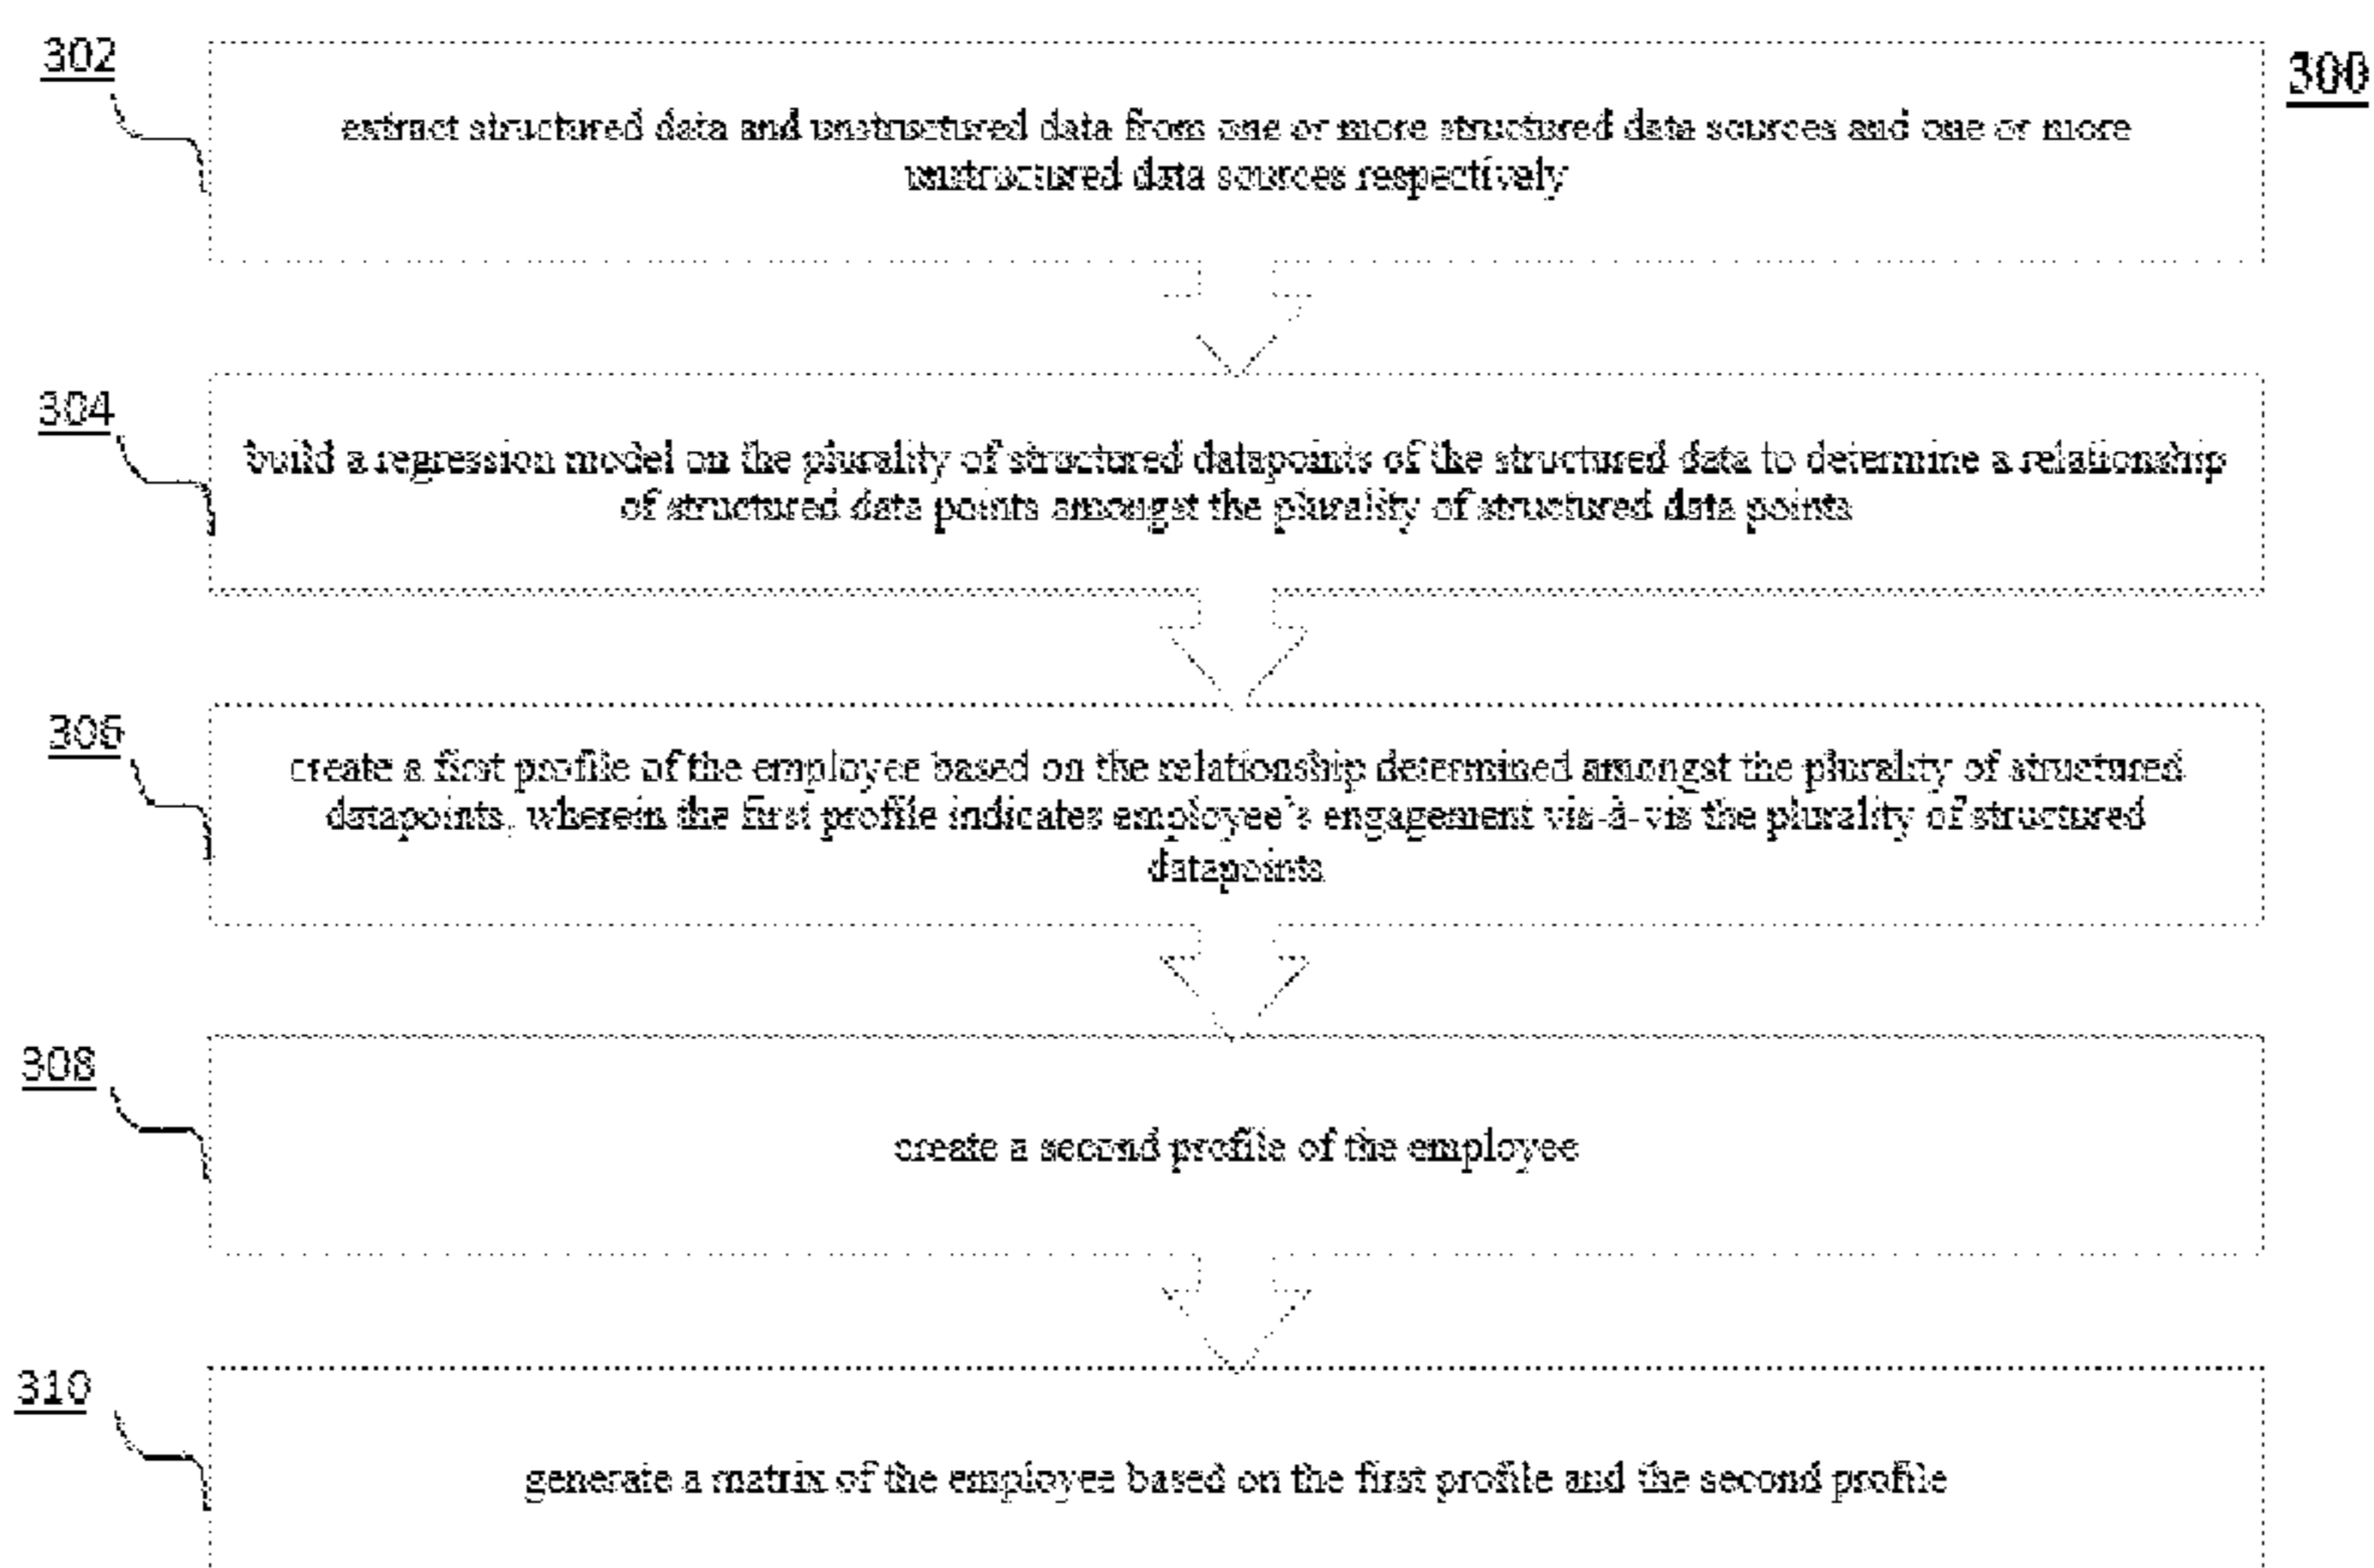 302
300
extract structured data and unstructured data from one or more structured data sources and one or more
unstructured data sources respectively
304
build a regression model on the plurality of structured datapoints of the structured data to determine a relationship
of structured data points amongst the plurality of structured data points
306
create a first profile of the employee based on the relationship determined amongst the plurality of structured
datapoints, wherein the first profile indicates employee's engagement vis-à-vis the plurality of structured
datapoints
308
create a second profile of the employee
310
generate a matrix of the employee based on the first profile and the second profile